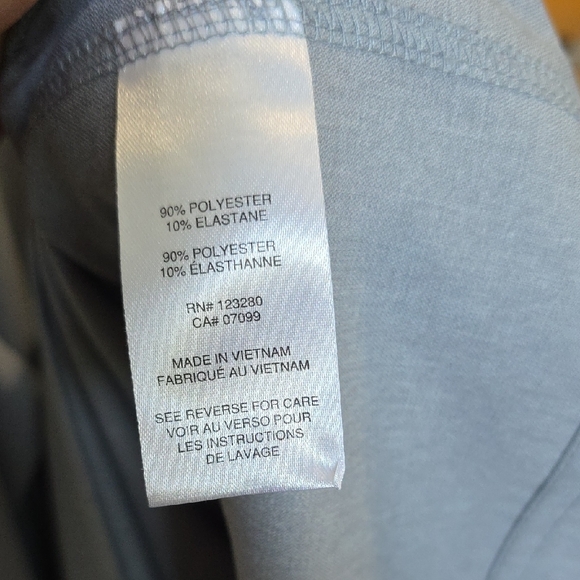 90% POLYESTER
10% ELASTANE
90% POLYESTER
10% ÉLASTHANNE
RN# 123280
CA# 07099
MADE IN VIETNAM
FABRIQUÉ AU VIETNAM
SEE REVERSE FOR CARE
VOIR AU VERSO POUR
LES INSTRUCTIONS
DE LAVAGE